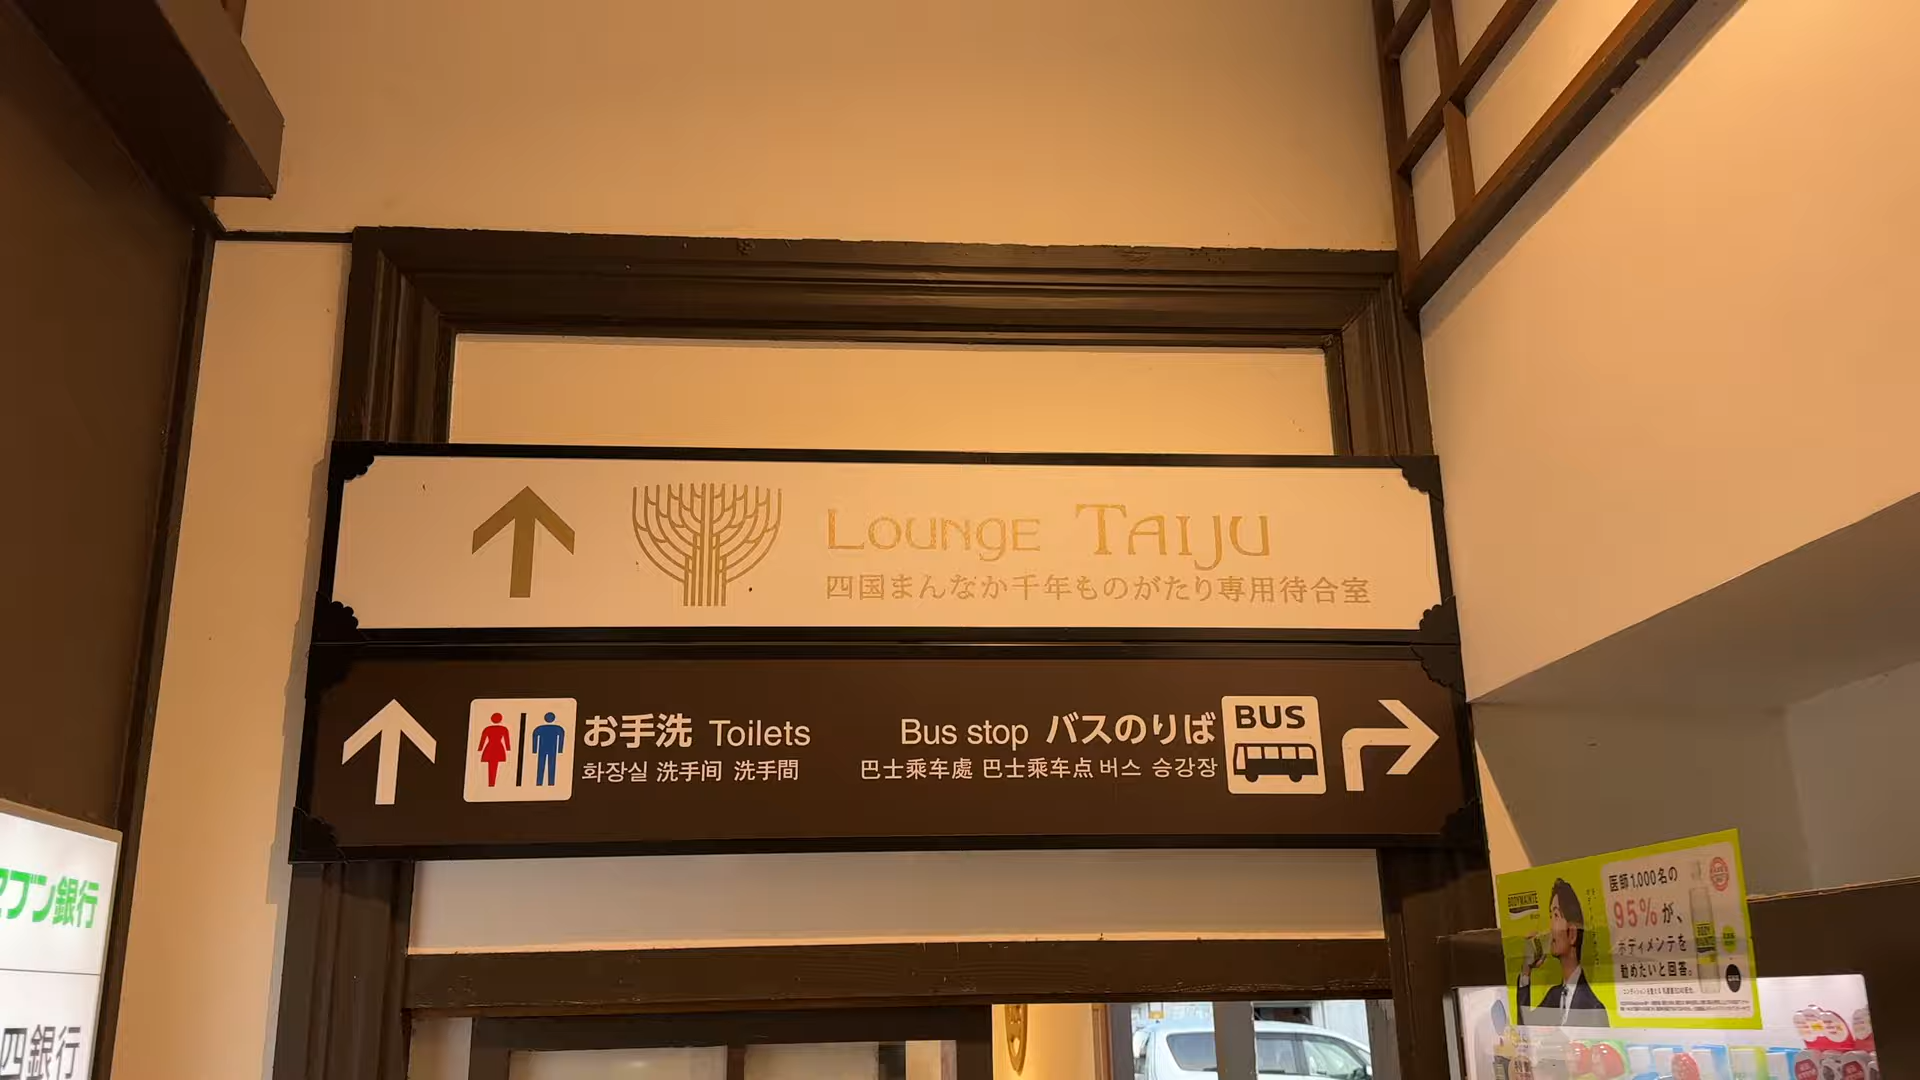 LOUNGE TAIJU
四国まんなか千年ものがたり専用待合室
お手洗 Toilets
화장실 洗手间 洗手間
Bus stop バスのりば
巴士乘车處 巴士乘车点 버스 승강장
BUS
ブン銀行
四銀行
BODYMAINTE
医師1,000名の
95%が、
ボディメンテを
勧めたいと回答。
BODY